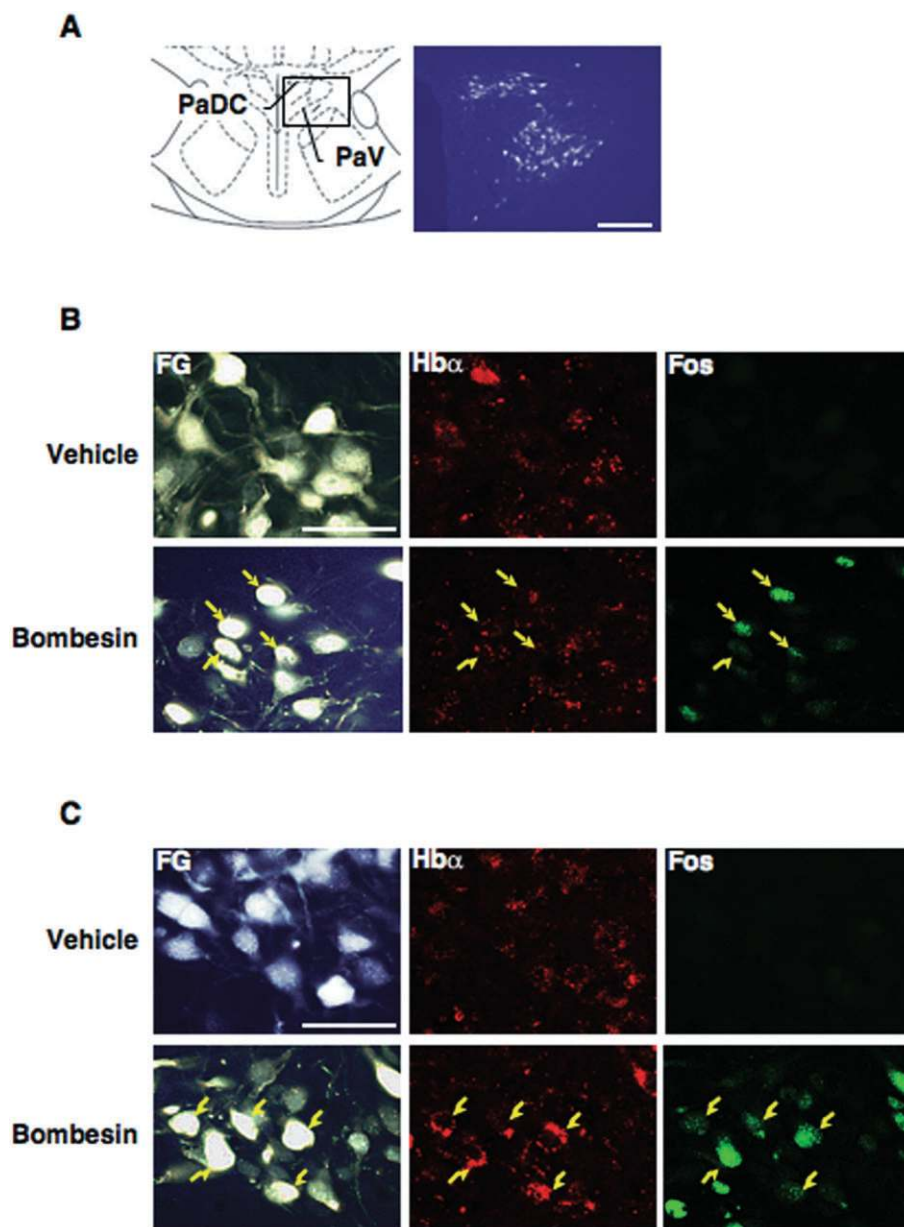 A
PaDC
PaV
B
FG
Hbα
Fos
Vehicle
Bombesin
C
FG
Hbα
Fos
Vehicle
Bombesin